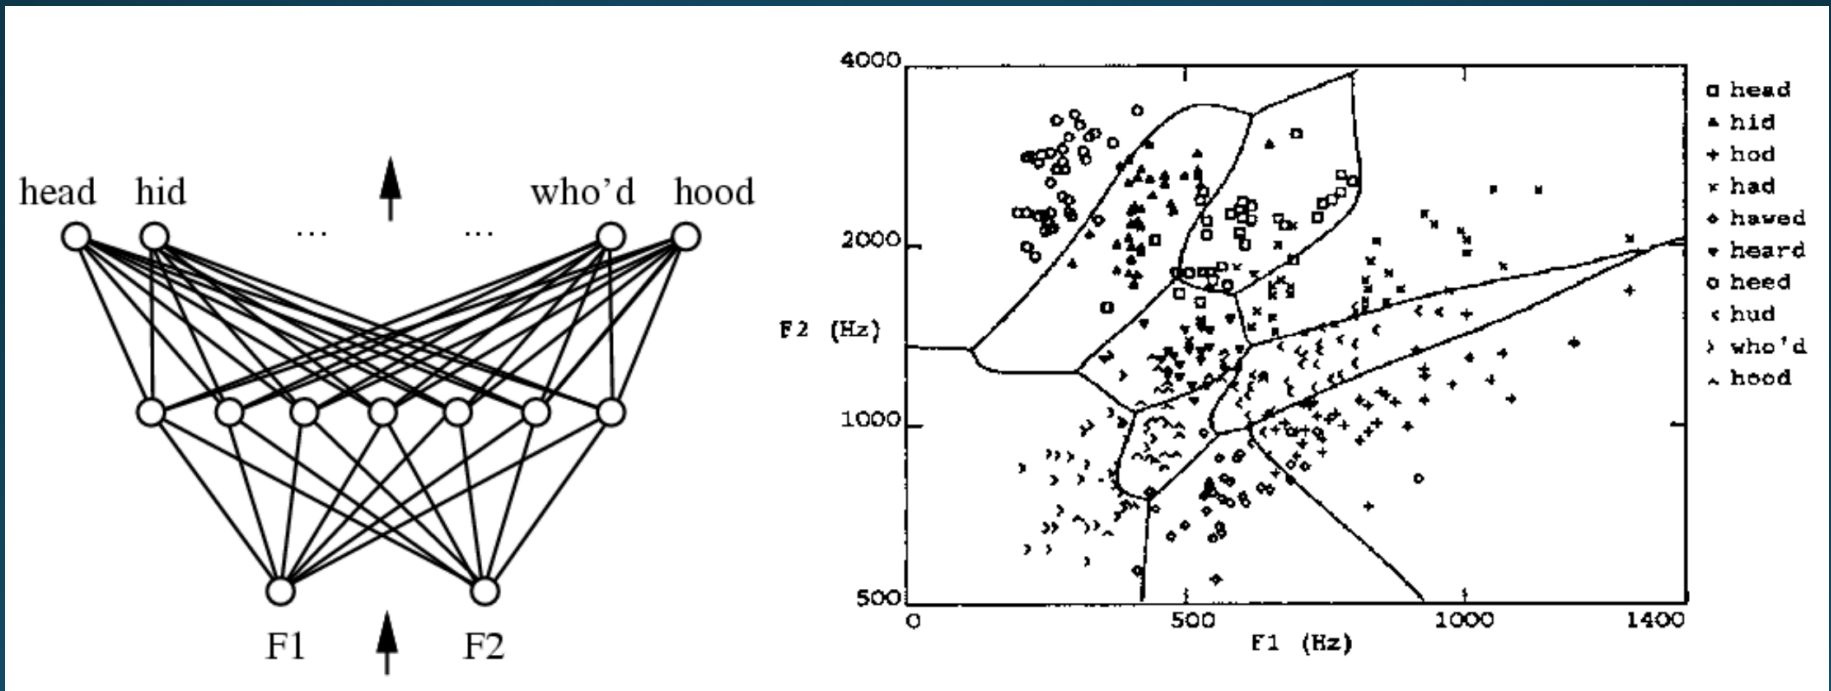 head hid who'd hood
... ...
F1 F2
4000
2000
F2 (Hz)
1000
500
0 500 1000 1400
F1 (Hz)
head
hid
hod
had
hawed
heard
heed
hud
who'd
hood